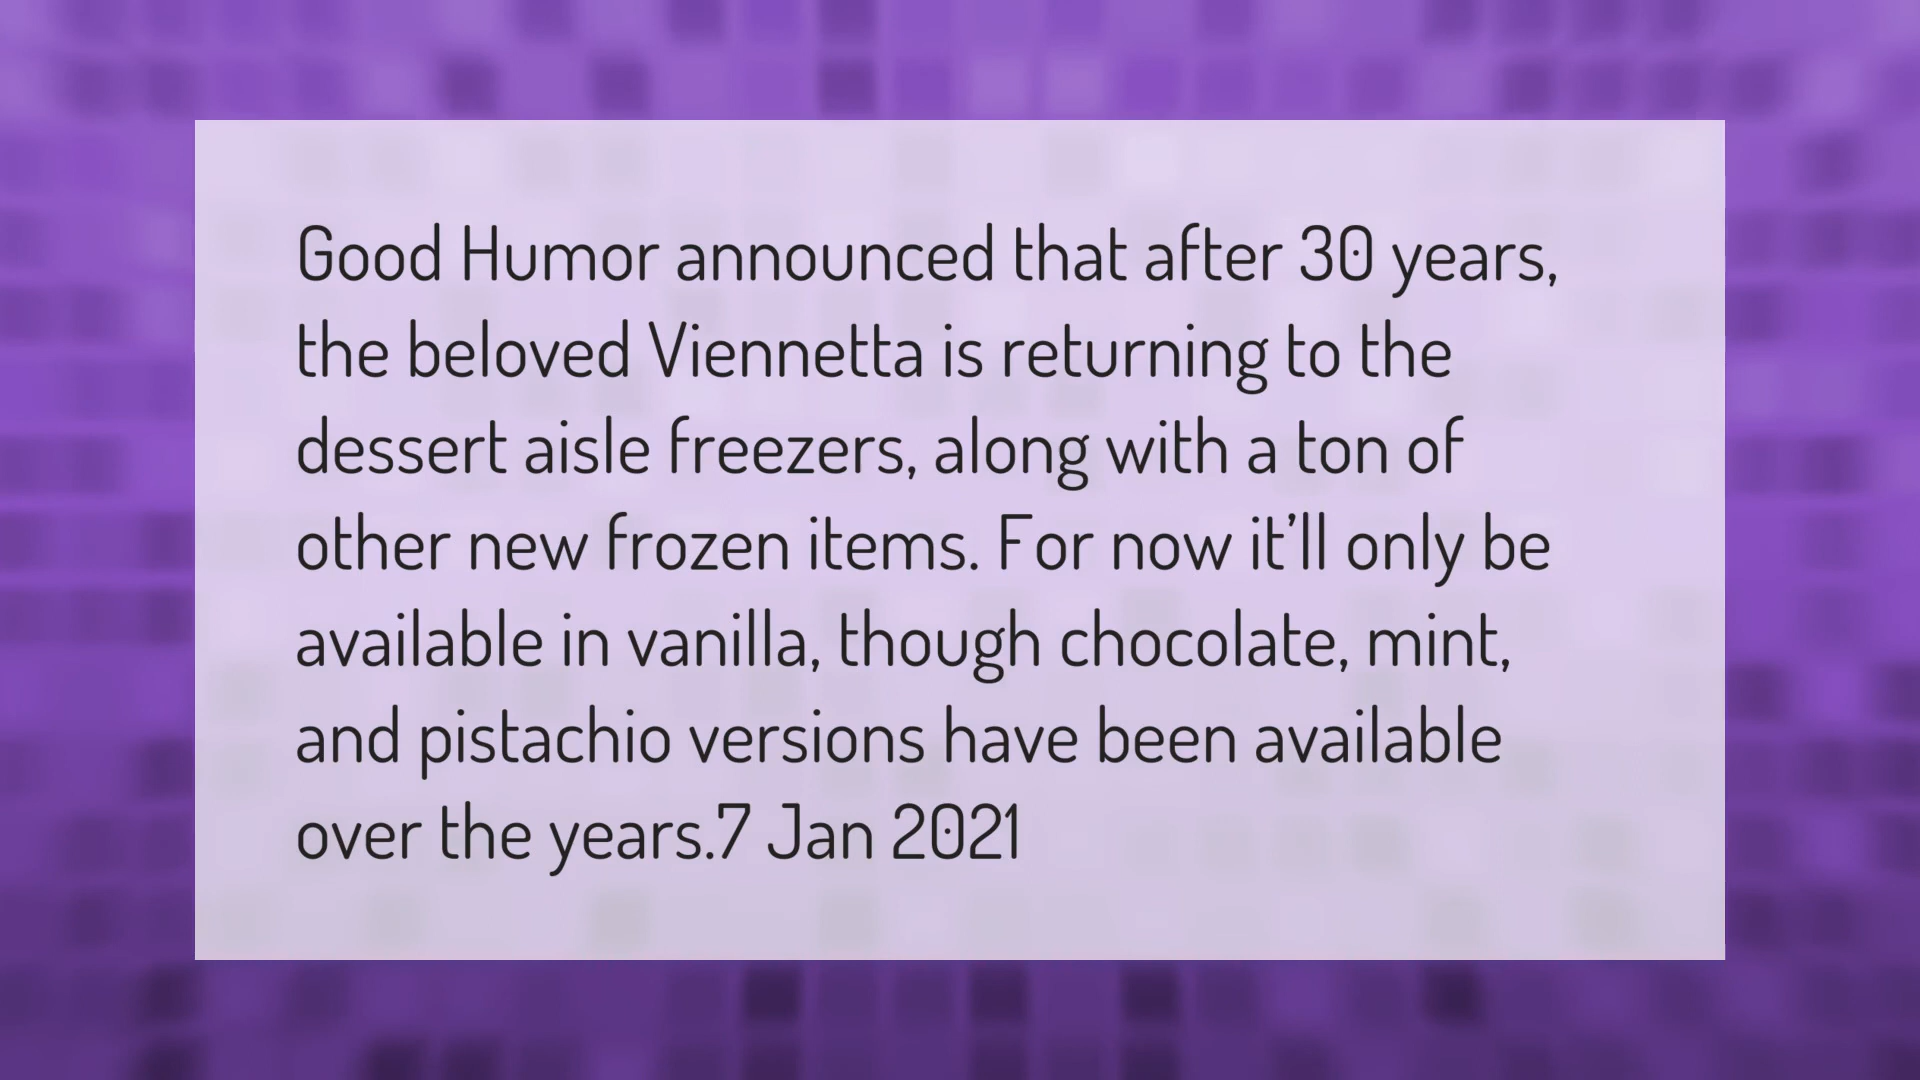 Good Humor announced that after 30 years,
the beloved Viennetta is returning to the
dessert aisle freezers, along with a ton of
other new frozen items. For now it’ll only be
available in vanilla, though chocolate, mint,
and pistachio versions have been available
over the years.7 Jan 2021